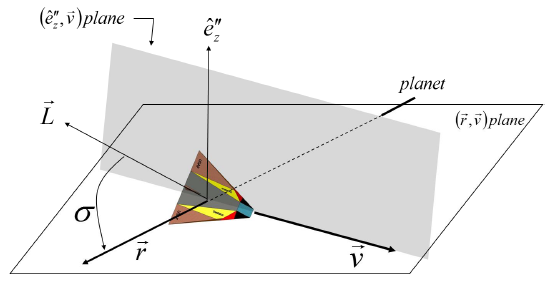 (ê″z, v⃗) plane
ê″z
planet
(r⃗, v⃗) plane
L⃗
σ
r⃗
v⃗